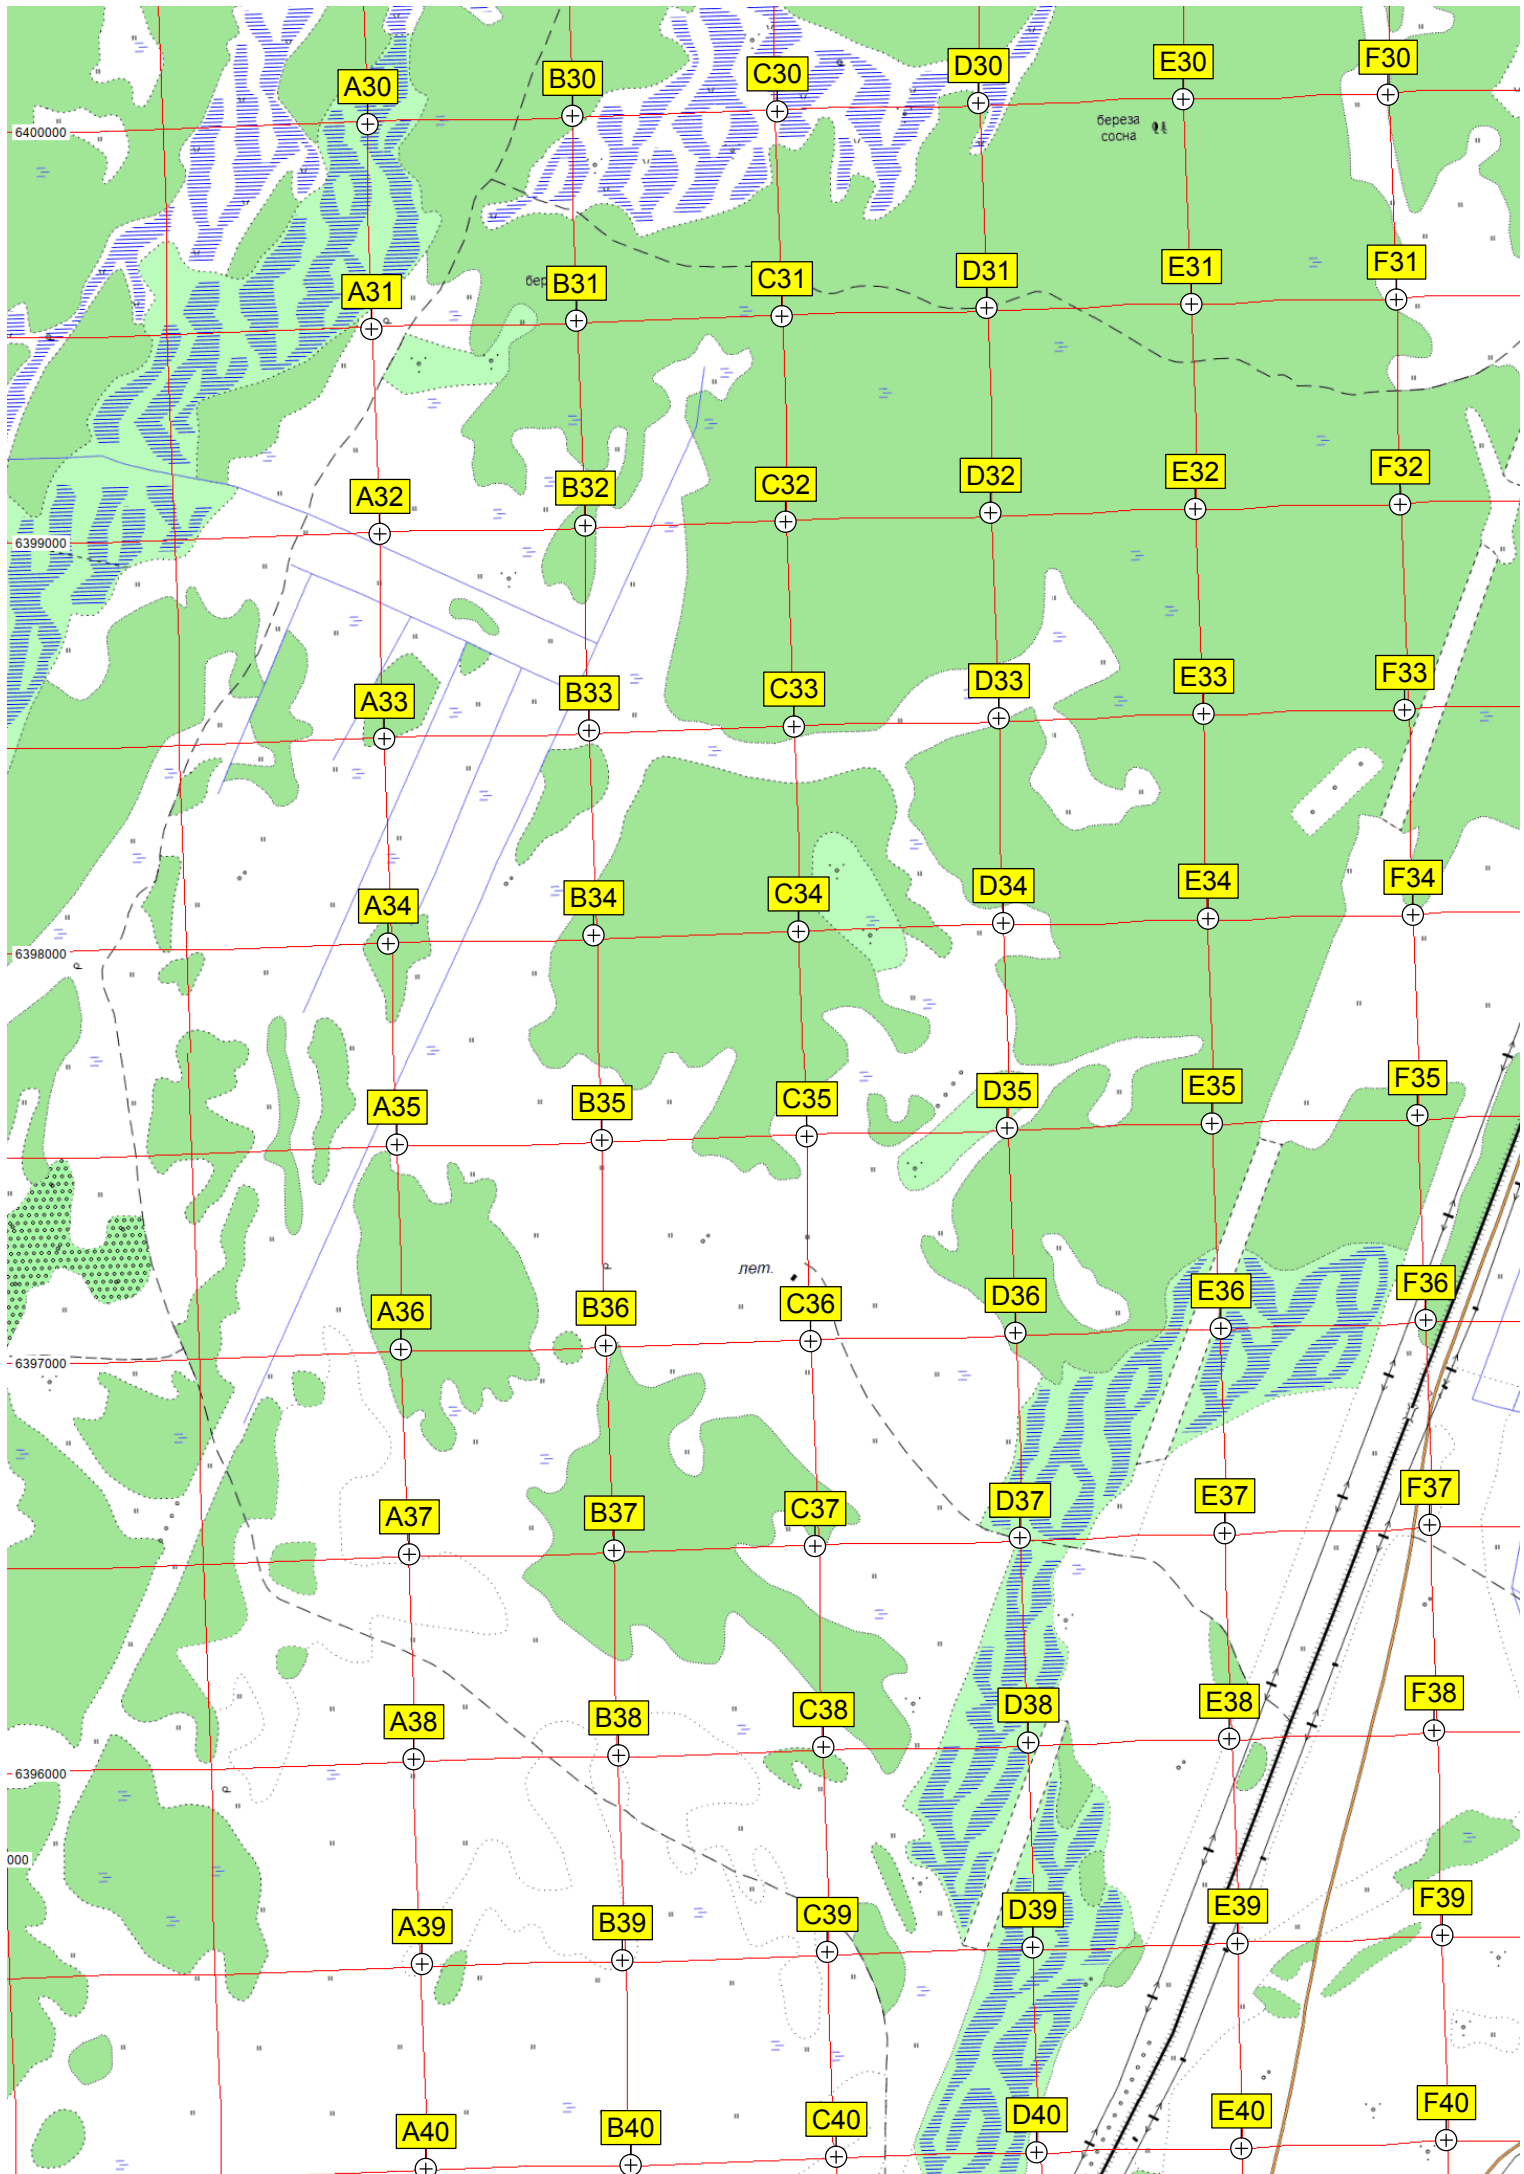 A30 B30 C30 D30 E30 F30
6400000
береза
сосна
A31 B31 C31 D31 E31 F31
бер
A32 B32 C32 D32 E32 F32
6399000
A33 B33 C33 D33 E33 F33
A34 B34 C34 D34 E34 F34
6398000
A35 B35 C35 D35 E35 F35
лет.
A36 B36 C36 D36 E36 F36
6397000
A37 B37 C37 D37 E37 F37
A38 B38 C38 D38 E38 F38
6396000
000
A39 B39 C39 D39 E39 F39
A40 B40 C40 D40 E40 F40